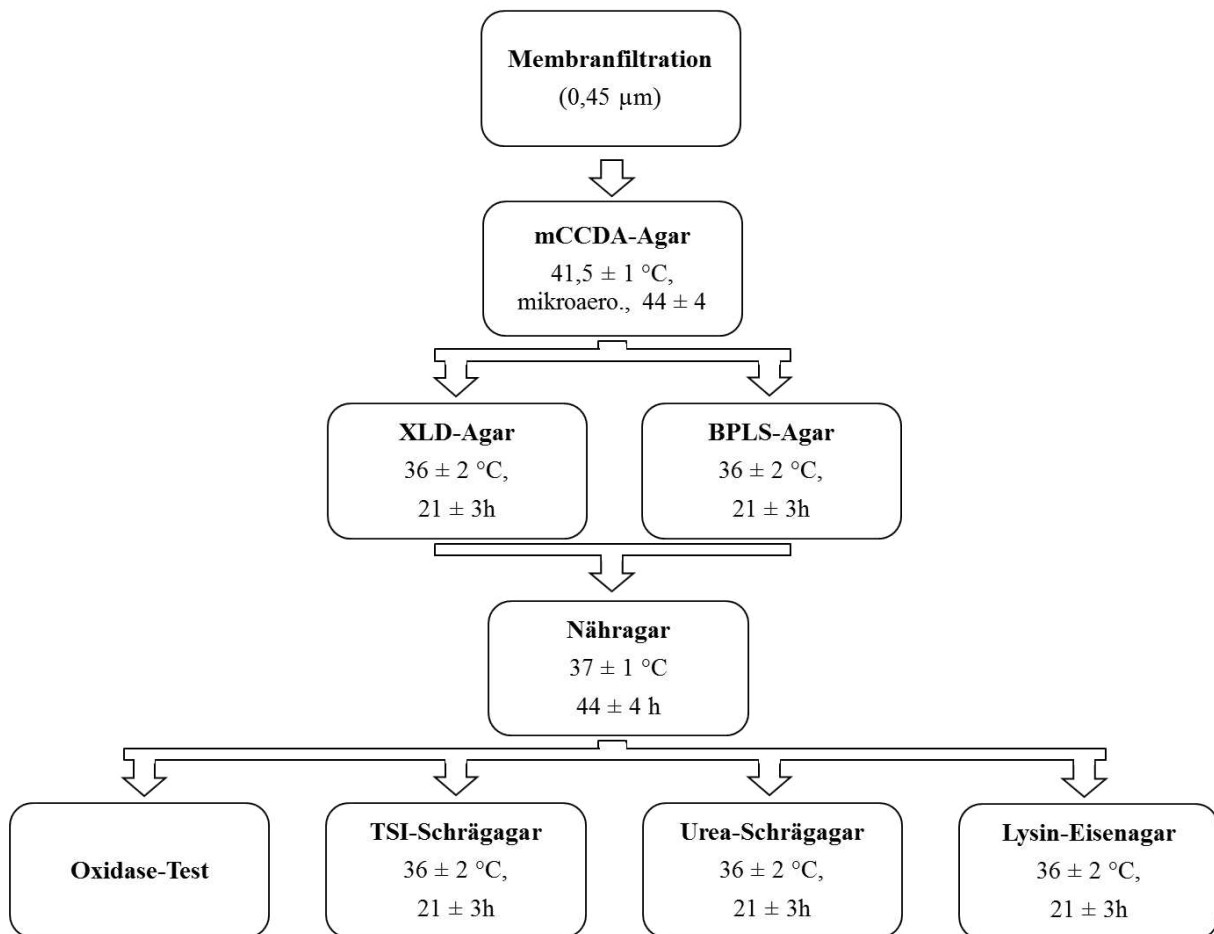 Membranfiltration
(0,45 µm)
mCCDA-Agar
41,5 ± 1 °C,
mikroaero., 44 ± 4
XLD-Agar
36 ± 2 °C,
21 ± 3h
BPLS-Agar
36 ± 2 °C,
21 ± 3h
Nähragar
37 ± 1 °C
44 ± 4 h
Oxidase-Test
TSI-Schrägagar
36 ± 2 °C,
21 ± 3h
Urea-Schrägagar
36 ± 2 °C,
21 ± 3h
Lysin-Eisenagar
36 ± 2 °C,
21 ± 3h